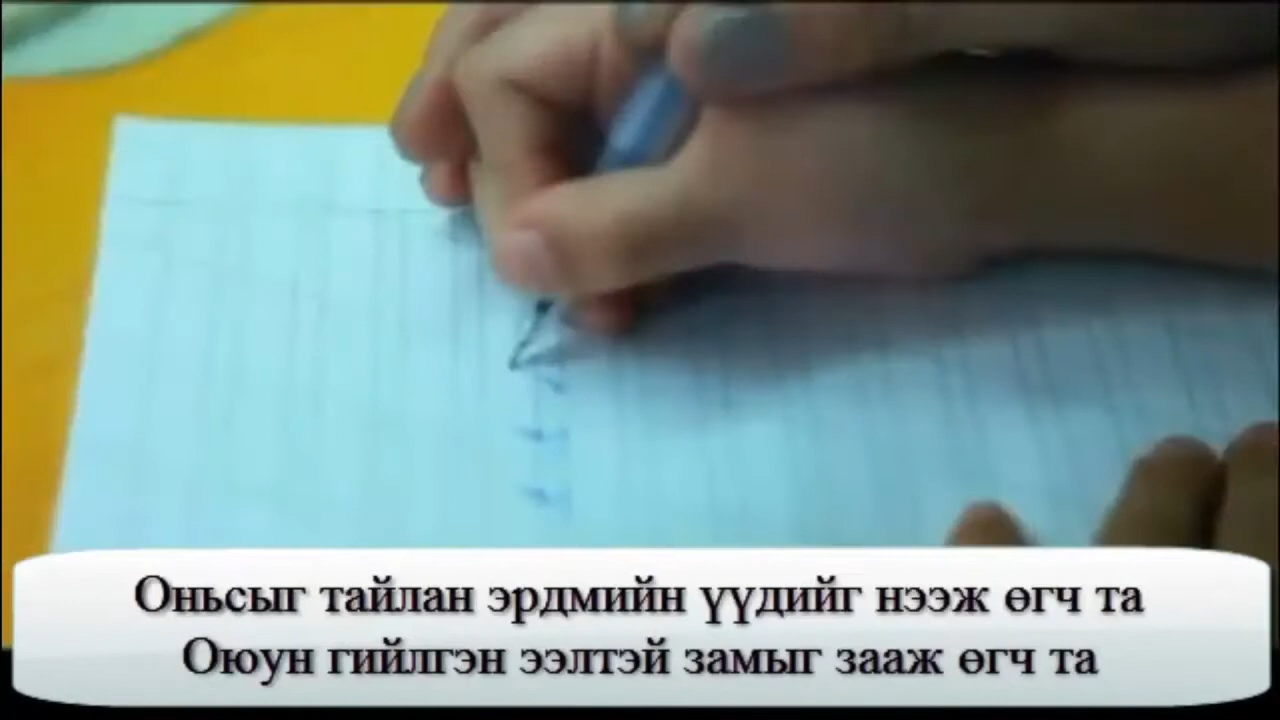 Оньсыг тайлан эрдмийн үүдийг нээж өгч та
Оюун гийлгэн ээлтэй замыг зааж өгч та